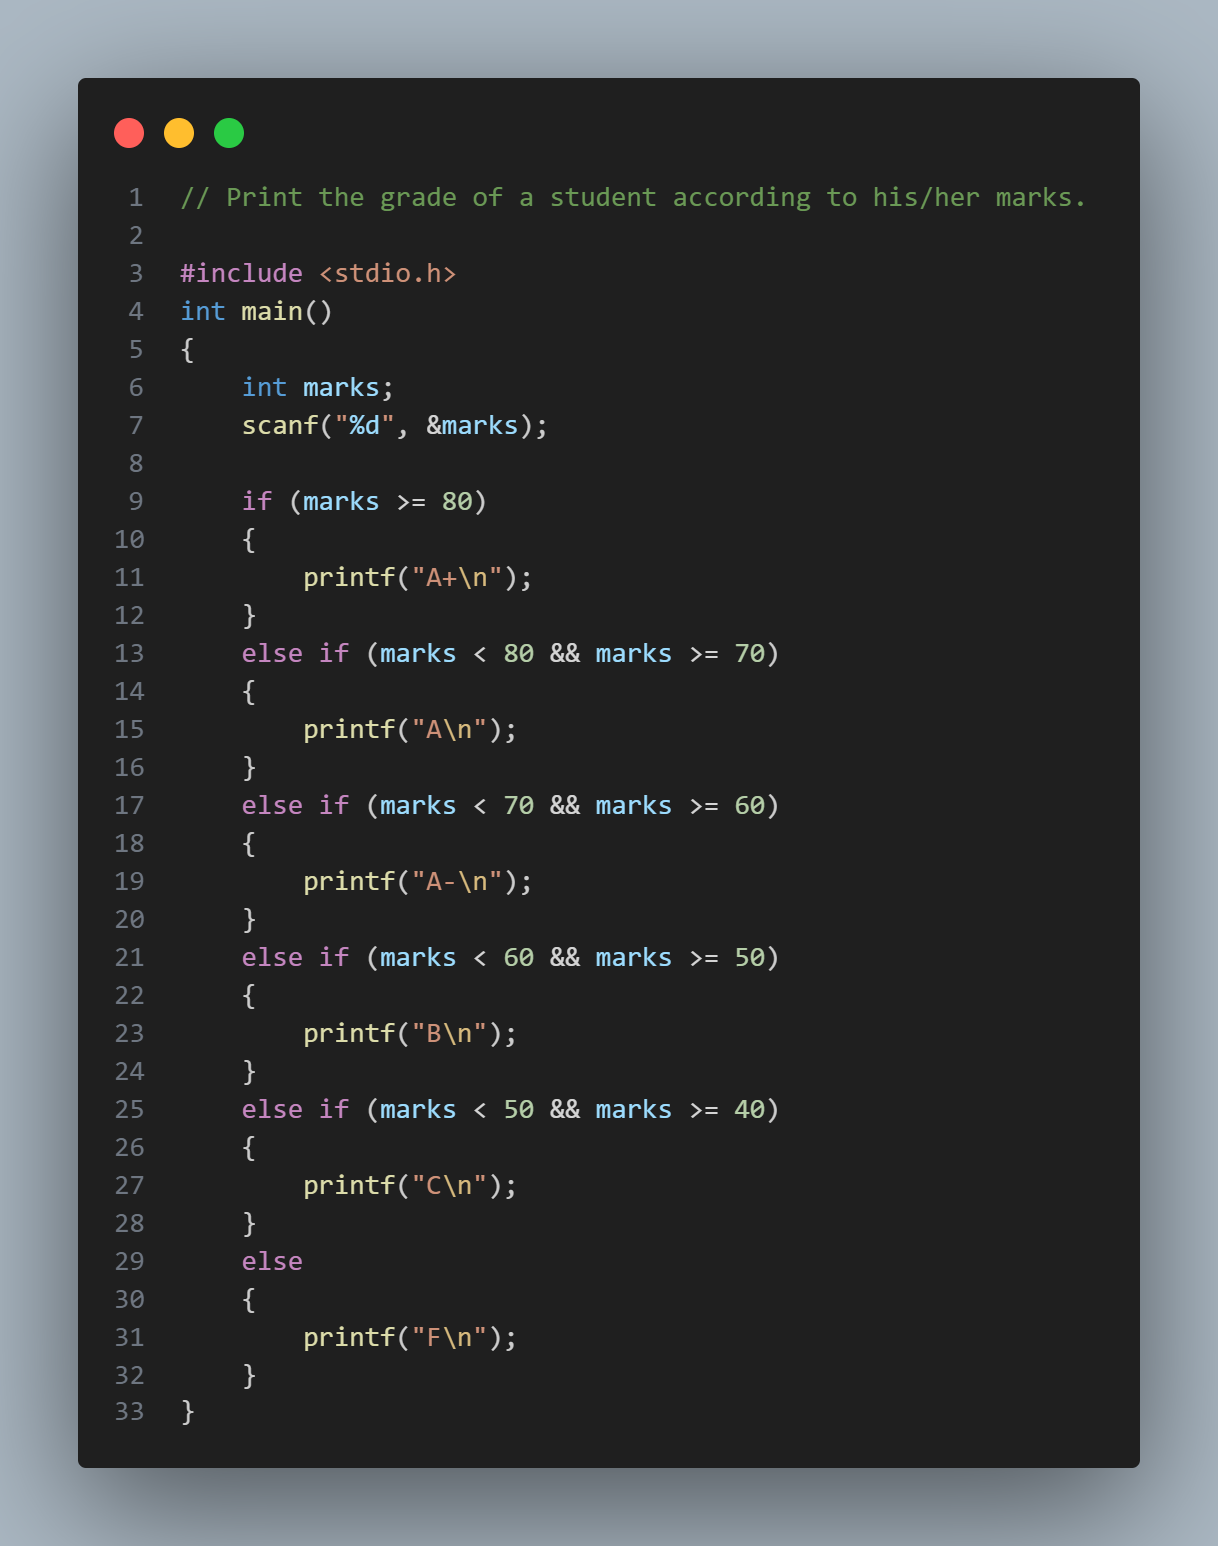 1 // Print the grade of a student according to his/her marks.
2
3 #include <stdio.h>
4 int main()
5 {
6     int marks;
7     scanf("%d", &marks);
8
9     if (marks >= 80)
10     {
11         printf("A+\n");
12     }
13     else if (marks < 80 && marks >= 70)
14     {
15         printf("A\n");
16     }
17     else if (marks < 70 && marks >= 60)
18     {
19         printf("A-\n");
20     }
21     else if (marks < 60 && marks >= 50)
22     {
23         printf("B\n");
24     }
25     else if (marks < 50 && marks >= 40)
26     {
27         printf("C\n");
28     }
29     else
30     {
31         printf("F\n");
32     }
33 }